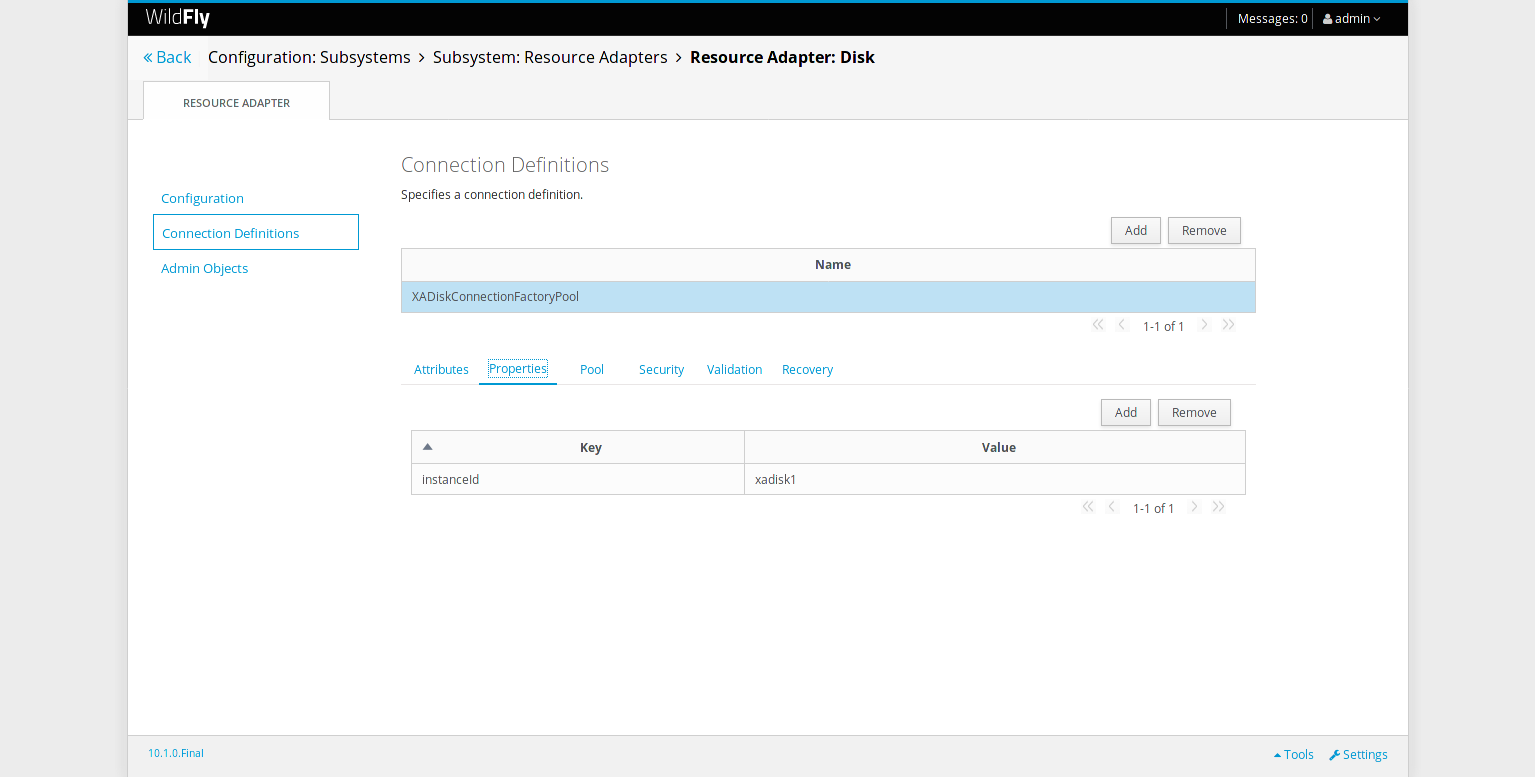 WildFly Messages: 0 admin
« Back Configuration: Subsystems > Subsystem: Resource Adapters > Resource Adapter: Disk
RESOURCE ADAPTER
Connection Definitions
Specifies a connection definition.
Configuration
Connection Definitions
Admin Objects
Add Remove
Name
XADiskConnectionFactoryPool
1-1 of 1
Attributes Properties Pool Security Validation Recovery
Add Remove
Key Value
instanceId xadisk1
1-1 of 1
10.1.0.Final Tools Settings